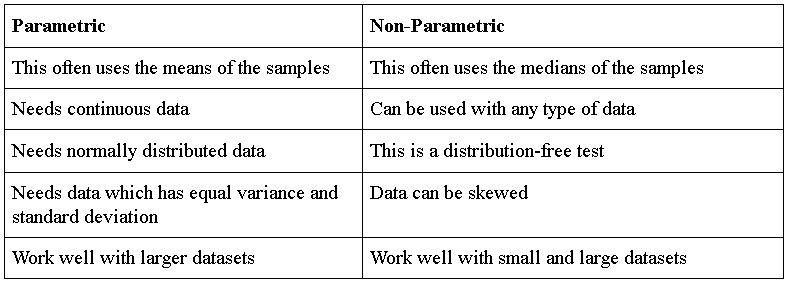 Parametric
Non-Parametric
This often uses the means of the samples
This often uses the medians of the samples
Needs continuous data
Can be used with any type of data
Needs normally distributed data
This is a distribution-free test
Needs data which has equal variance and
standard deviation
Data can be skewed
Work well with larger datasets
Work well with small and large datasets